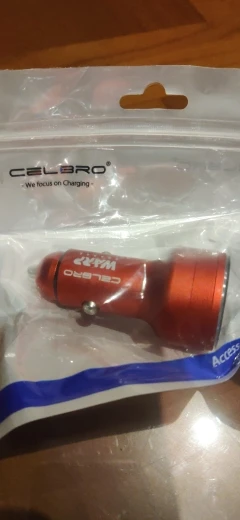 CELBRO®
- We focus on Charging -
CELBRO
Access